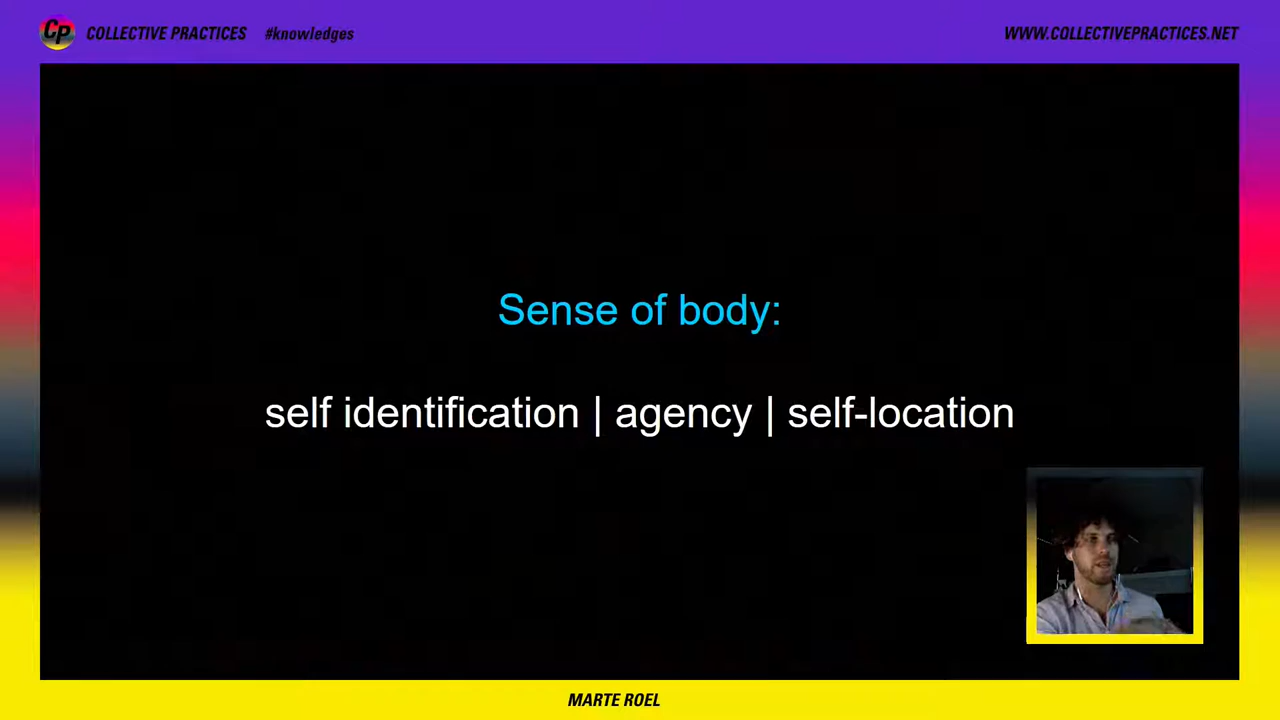 Cp COLLECTIVE PRACTICES #knowledges WWW.COLLECTIVEPRACTICES.NET
Sense of body:
self identification | agency | self-location
MARTE ROEL